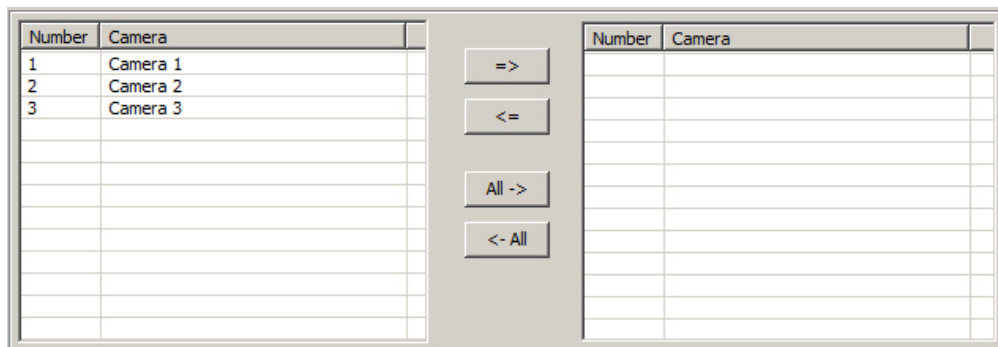 Number Camera
1 Camera 1
2 Camera 2
3 Camera 3
=>
<=
All ->
<- All
Number Camera